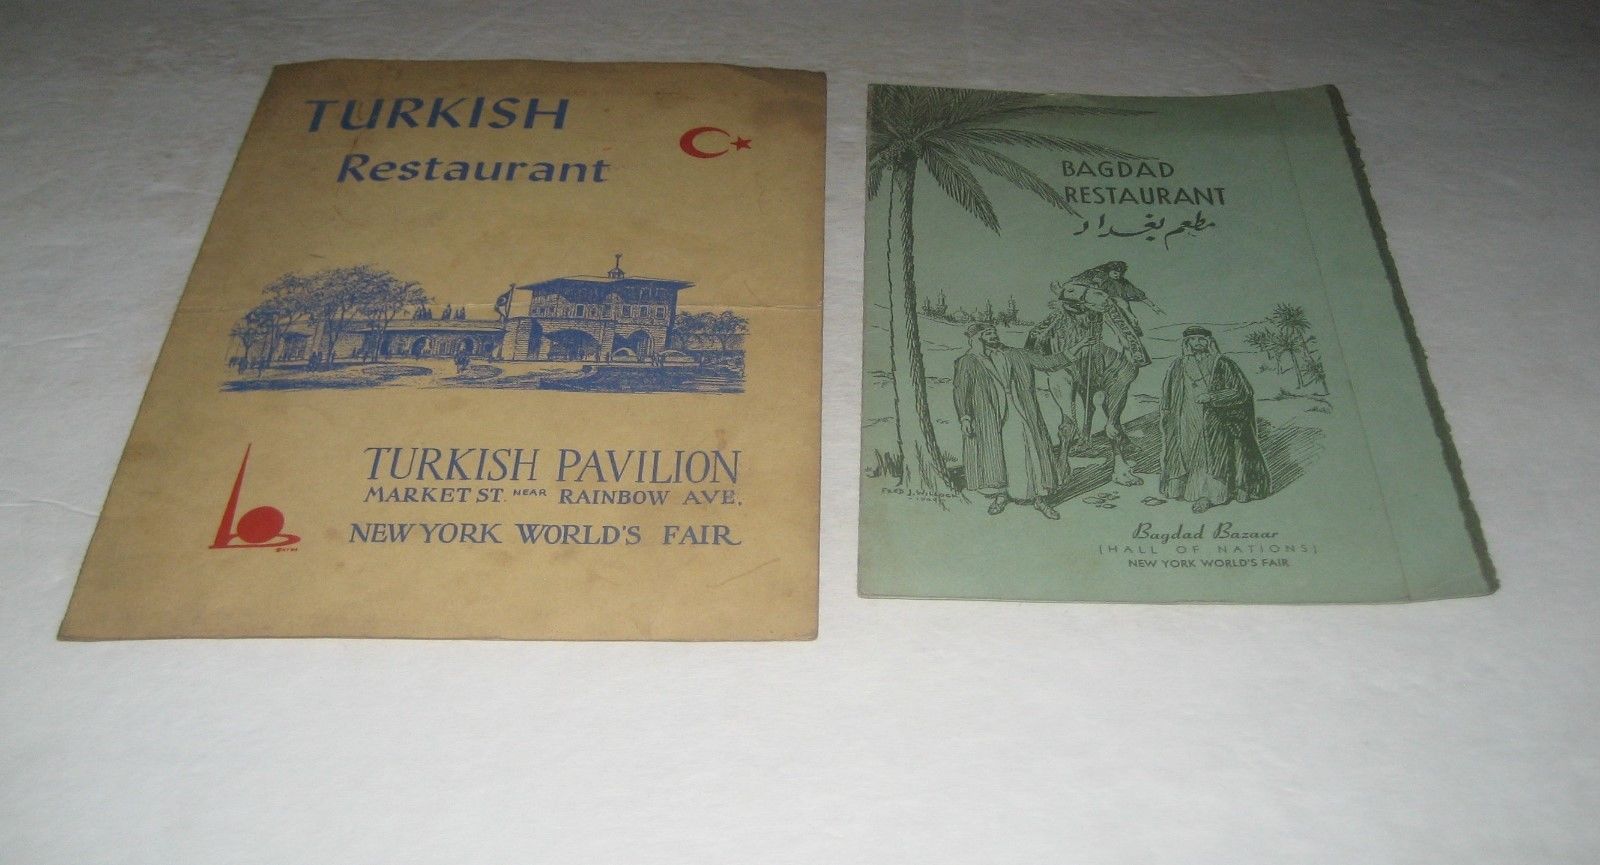 TURKISH
Restaurant
TURKISH PAVILION
MARKET ST. NEAR RAINBOW AVE.
NEW YORK WORLD'S FAIR
BAGDAD
RESTAURANT
مطعم بغداد
Bagdad Bazaar
(HALL OF NATIONS)
NEW YORK WORLD'S FAIR